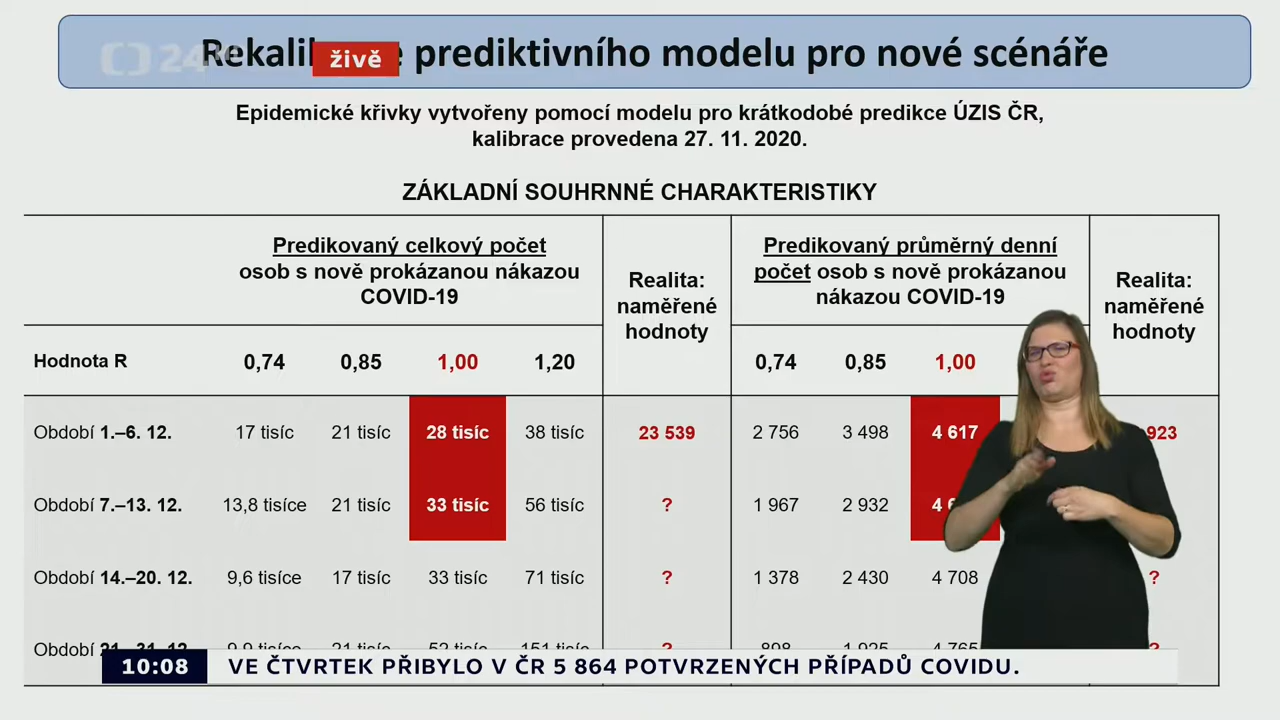 Rekali prediktivního modelu pro nové scénáře
24
živě
Epidemické křivky vytvořeny pomocí modelu pro krátkodobé predikce ÚZIS ČR,
kalibrace provedena 27. 11. 2020.
ZÁKLADNÍ SOUHRNNÉ CHARAKTERISTIKY
Predikovaný celkový počet
osob s nově prokázanou nákazou
COVID-19
Realita:
naměřené
hodnoty
Predikovaný průměrný denní
počet osob s nově prokázanou
nákazou COVID-19
Realita:
naměřené
hodnoty
Hodnota R 0,74 0,85 1,00 1,20 0,74 0,85 1,00
Období 1.–6. 12. 17 tisíc 21 tisíc 28 tisíc 38 tisíc 23 539 2 756 3 498 4 617 923
Období 7.–13. 12. 13,8 tisíce 21 tisíc 33 tisíc 56 tisíc ? 1 967 2 932 4
Období 14.–20. 12. 9,6 tisíce 17 tisíc 33 tisíc 71 tisíc ? 1 378 2 430 4 708 ?
Období
10:08 VE ČTVRTEK PŘIBYLO V ČR 5 864 POTVRZENÝCH PŘÍPADŮ COVIDU.